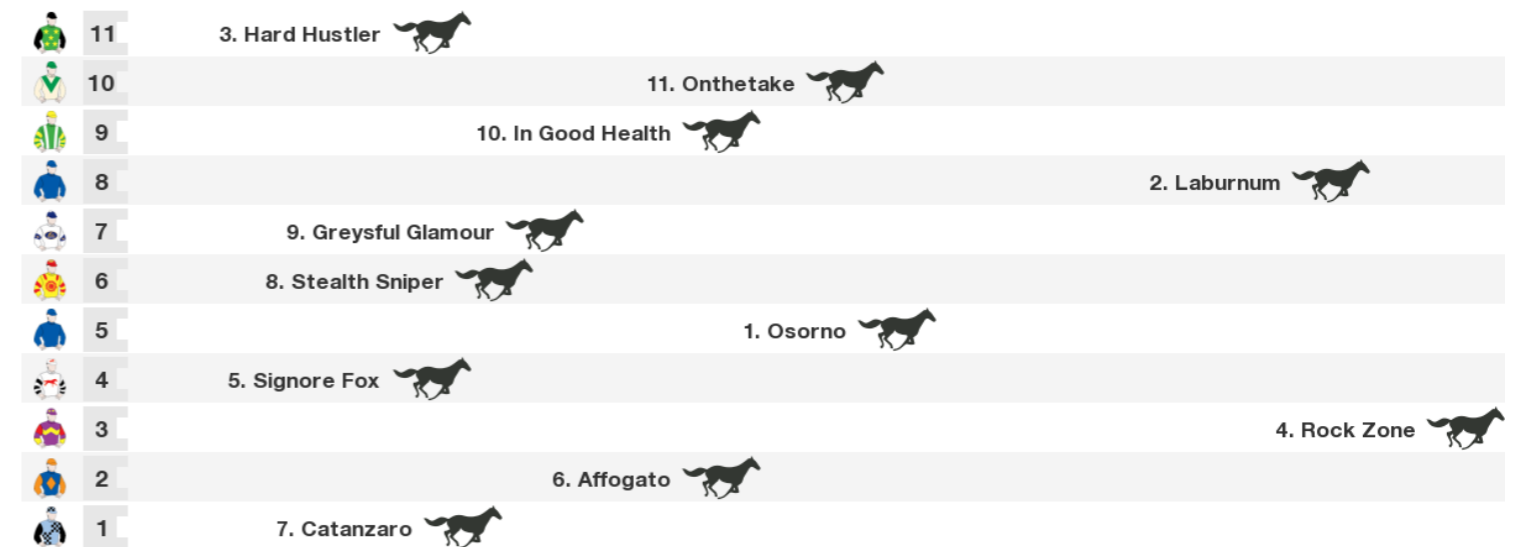 11 3. Hard Hustler
10 11. Onthetake
9 10. In Good Health
8 2. Laburnum
7 9. Greysful Glamour
6 8. Stealth Sniper
5 1. Osorno
4 5. Signore Fox
3 4. Rock Zone
2 6. Affogato
1 7. Catanzaro